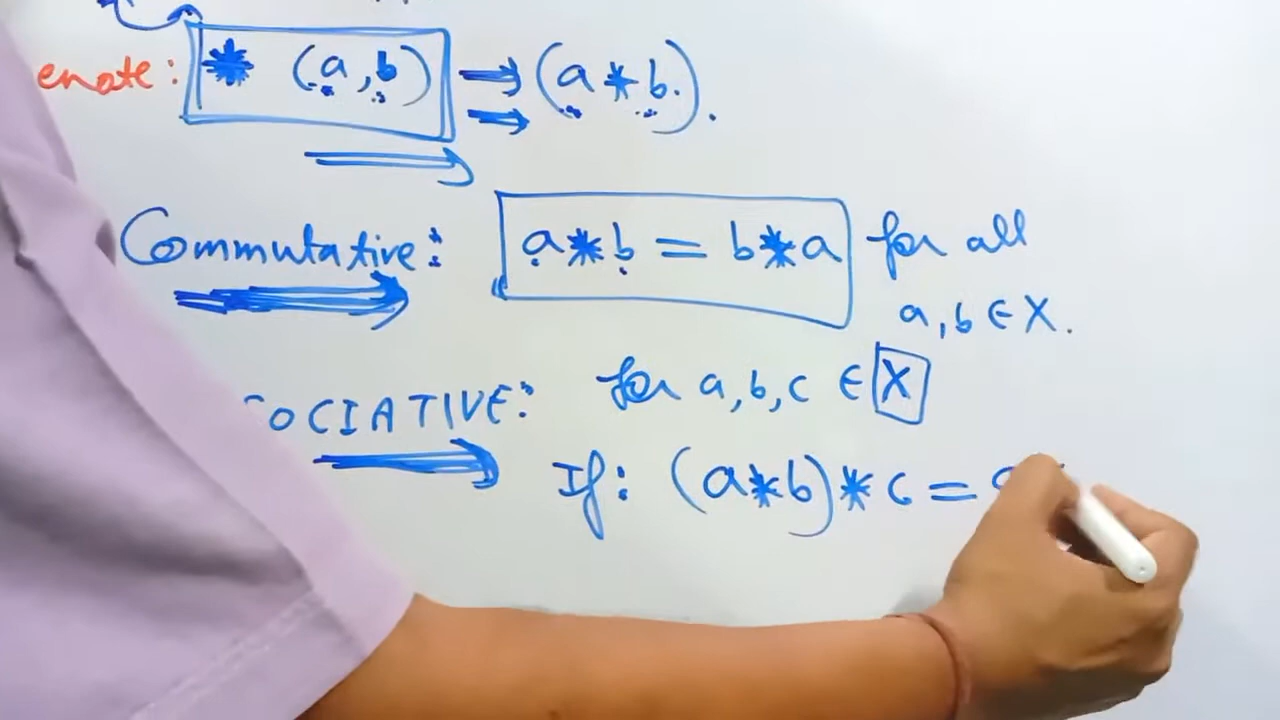 enote: * (a,b) ⇒ (a * b).
Commutative: a * b = b * a for all
a, b ∈ X.
OCIATIVE: for a, b, c ∈ X
If: (a * b) * c =